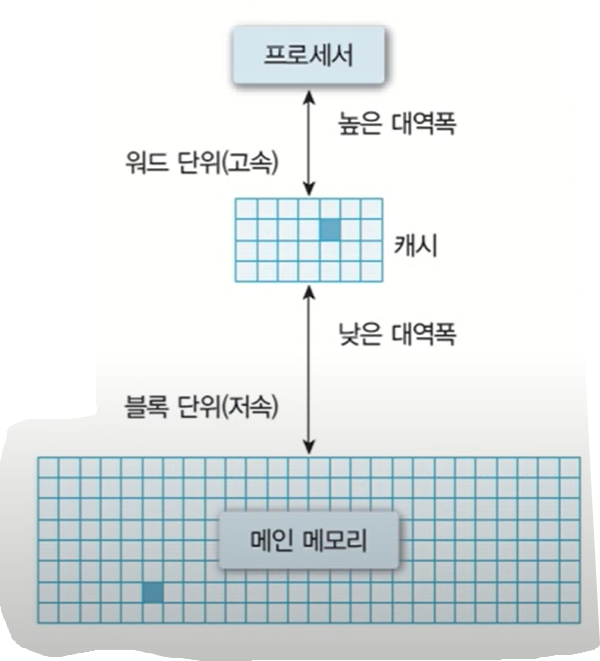 프로세서
높은 대역폭
워드 단위(고속)
캐시
낮은 대역폭
블록 단위(저속)
메인 메모리